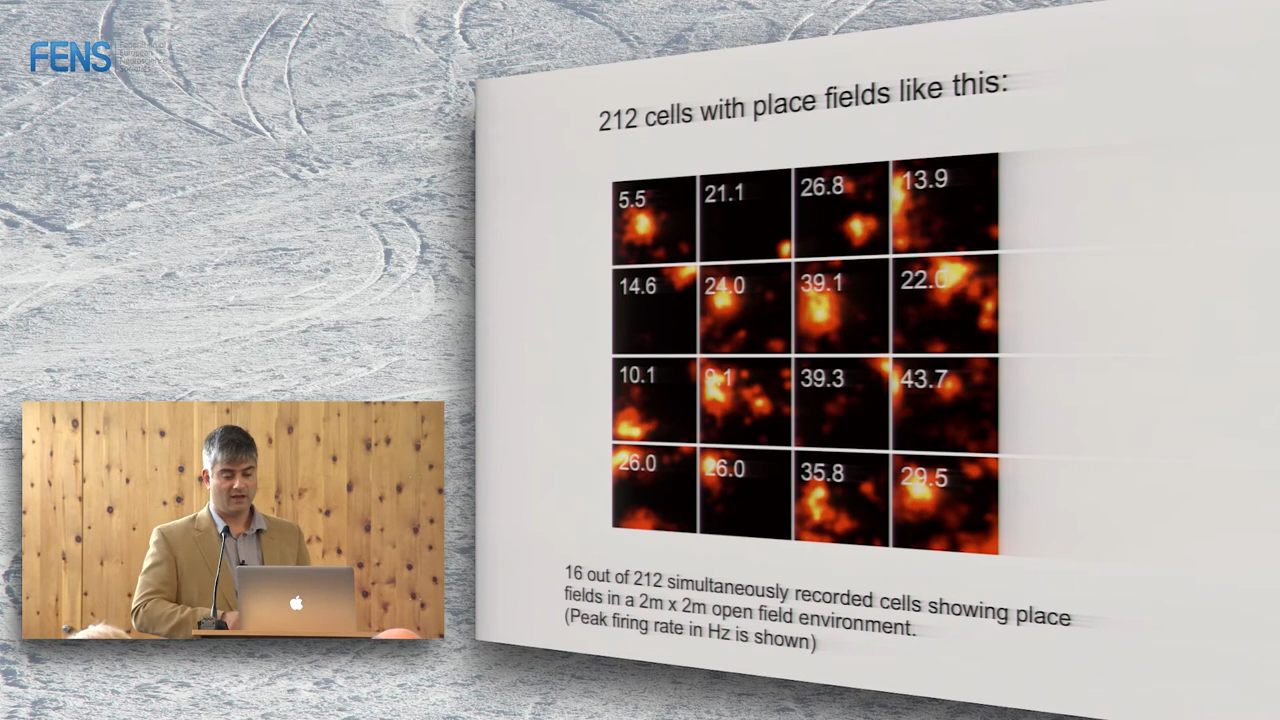 FENS
212 cells with place fields like this:
5.5 21.1 26.8 13.9
14.6 24.0 39.1 22.0
10.1 9.1 39.3 43.7
26.0 26.0 35.8 29.5
16 out of 212 simultaneously recorded cells showing place
fields in a 2m x 2m open field environment.
(Peak firing rate in Hz is shown)